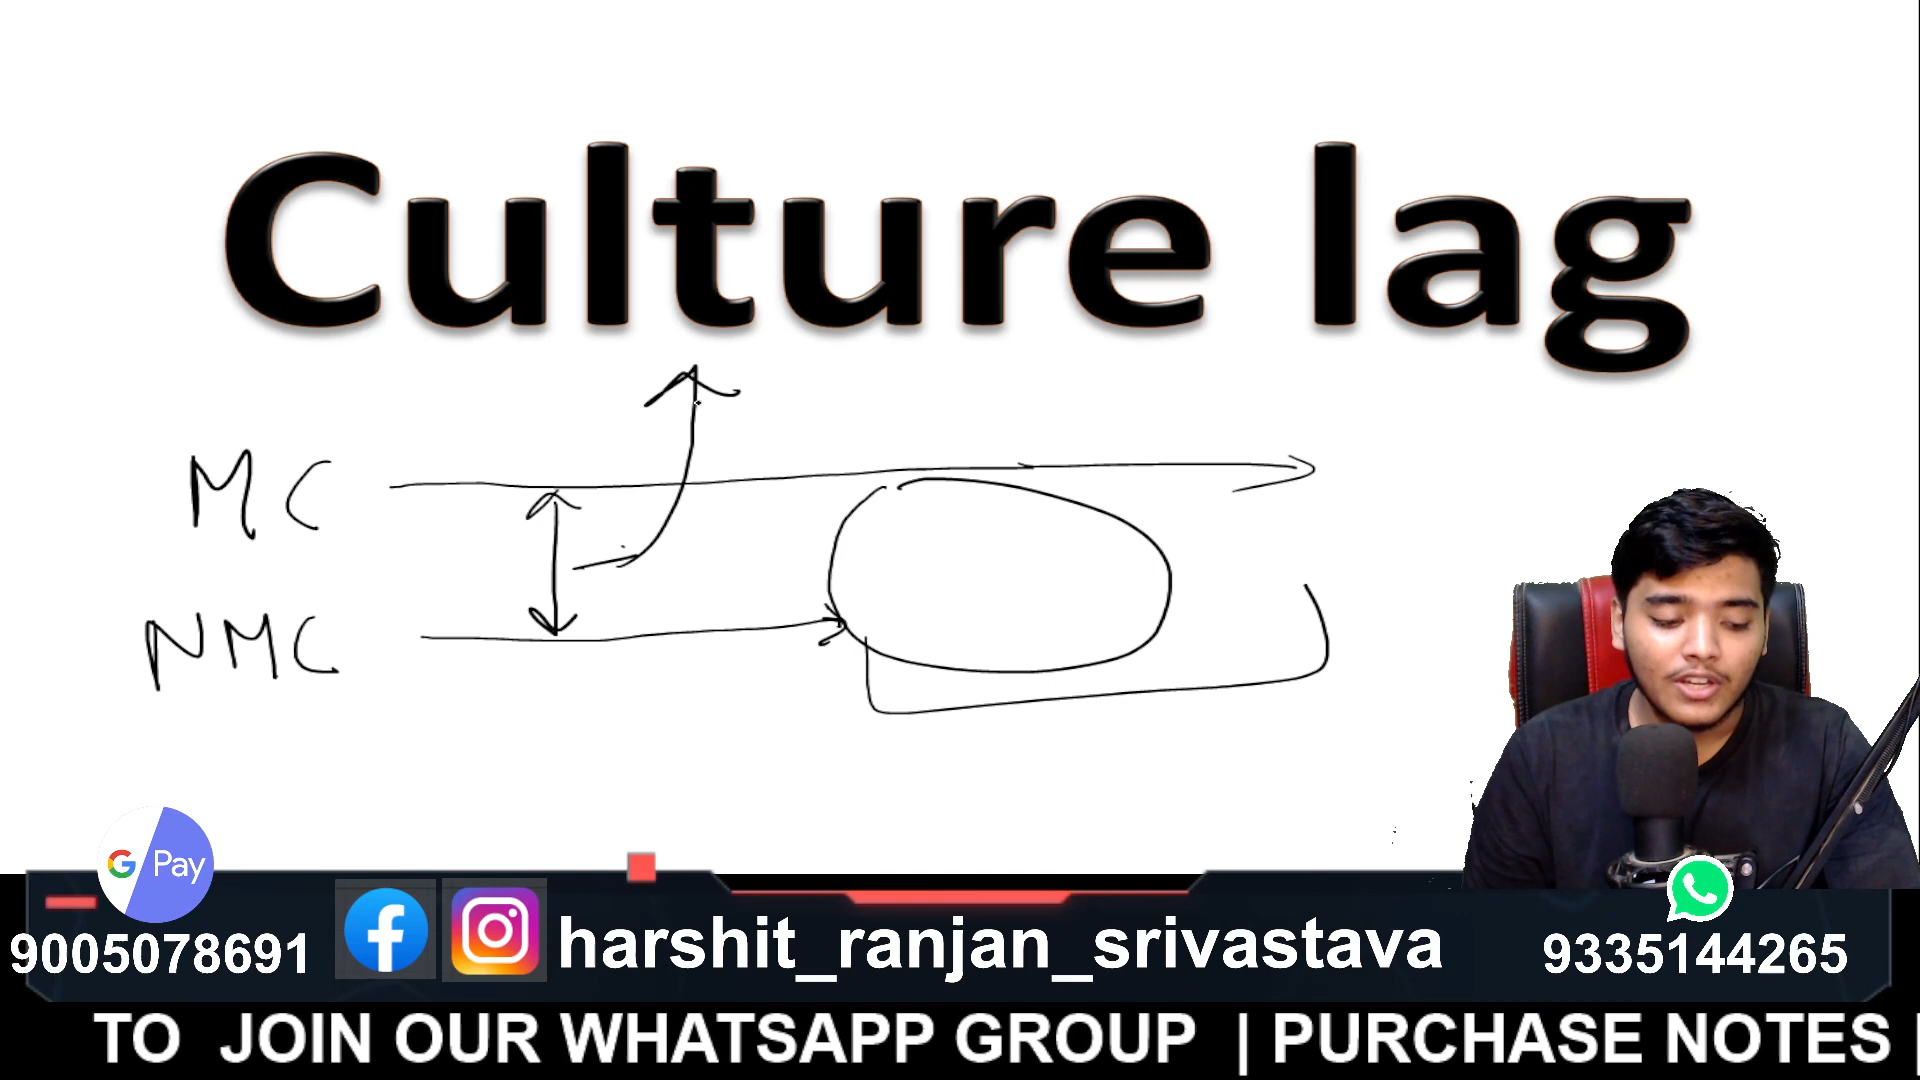 Culture lag
MC
NMC
G Pay
9005078691
harshit_ranjan_srivastava
9335144265
TO JOIN OUR WHATSAPP GROUP | PURCHASE NOTES |